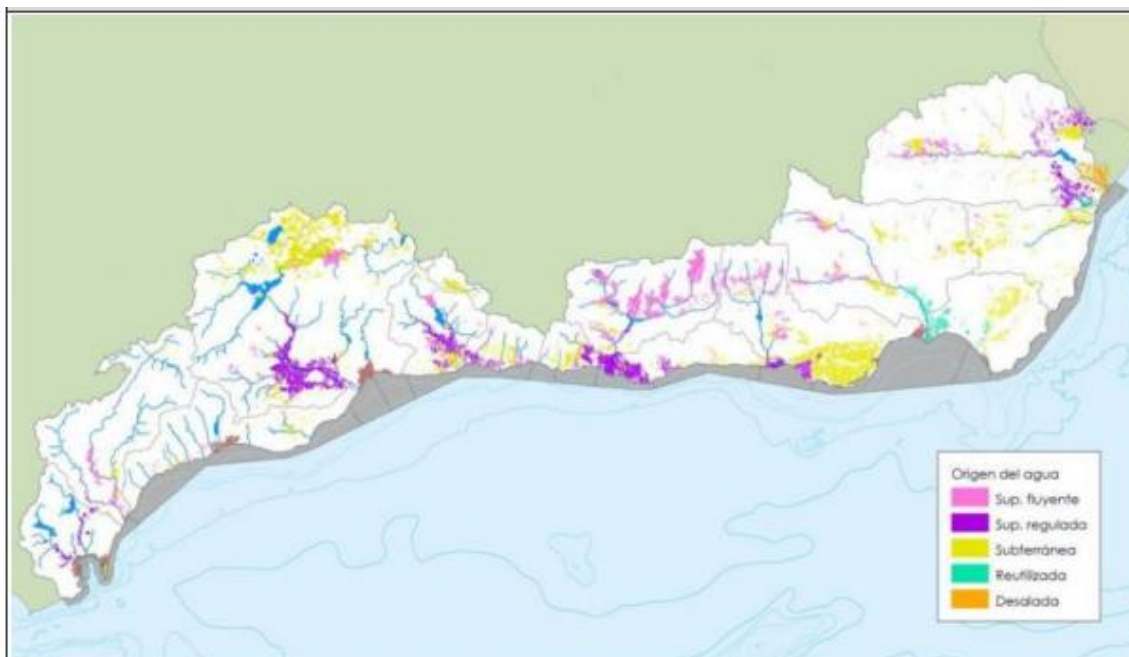 Origen del agua
Sup. fluyente
Sup. regulada
Subterránea
Reutilizada
Desalada